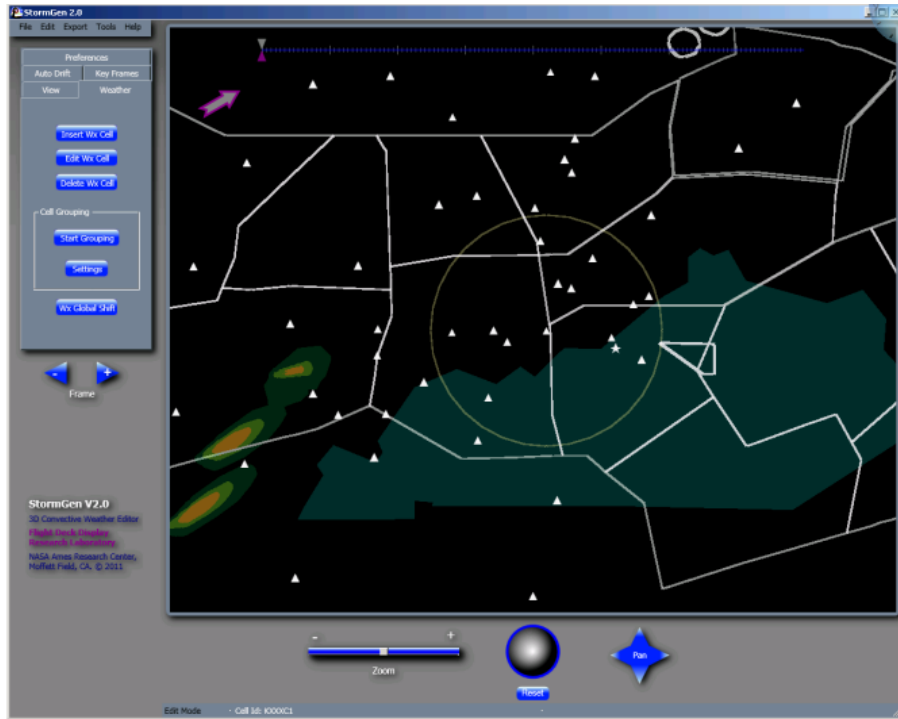 StormGen 2.0
File Edit Export Tools Help
Preferences
Auto Drift Key Frames
View Weather
Insert Wx Cell
Edit Wx Cell
Delete Wx Cell
Cell Grouping
Start Grouping
Settings
Wx Global Shift
- +
Frame
StormGen V2.0
3D Convective Weather Editor
Flight Deck Display
Research Laboratory
NASA Ames Research Center,
Moffett Field, CA. © 2011
- +
Zoom
Reset
Pan
Edit Mode - Cell Id: KXXXC1 -